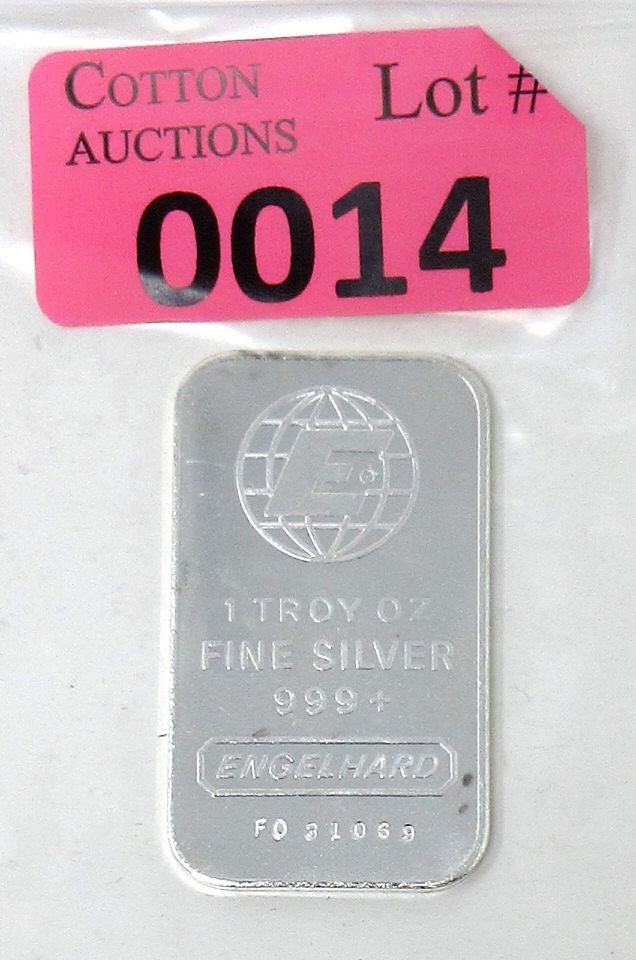 COTTON
AUCTIONS
Lot #
0014
E
1 TROY OZ
FINE SILVER
999+
ENGELHARD
FO 31069